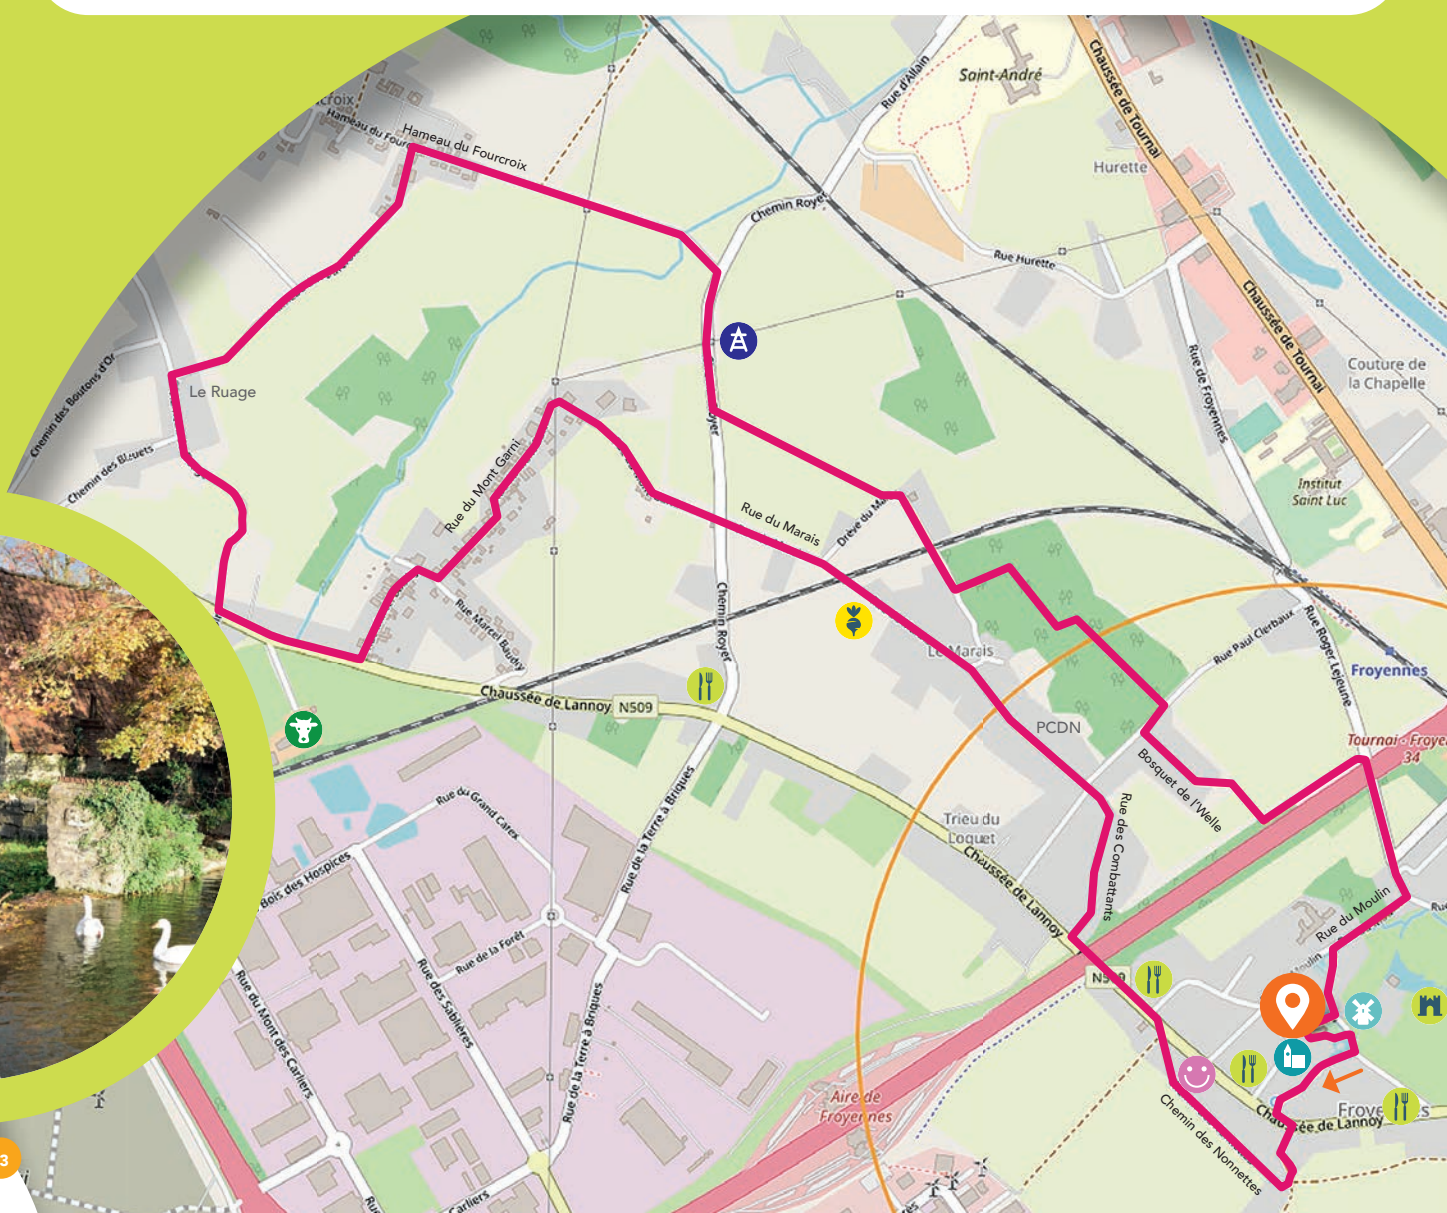 Hameau du Fourcroix
Saint-André
Rue d'Allain
Chaussée de Tournai
Hurette
Chemin Royer
Rue Hurette
Chaussée de Tournai
Rue de Froyennes
Couture de
la Chapelle
Chemin des Boutons d'Or
Le Ruage
Chemin des Bleuets
Rue du Mont Garni
Institut
Saint Luc
Rue du Marais
Drève du Ma
Chemin Royer
Rue Marcel Baudry
Le Marais
Rue Paul Clerbaux
Rue Roger Lejeune
Froyennes
Chaussée de Lannoy
N509
PCDN
Bosquet de l'Welle
Tournai - Froye
34
Rue du Grand Carex
Rue de la Terre à Briques
Trieu du
Loquet
Rue des Combattants
Chaussée de Lannoy
Bois des Hospices
Rue de la Forêt
Rue du Moulin
Moulin
N509
Rue des Sablières
Rue du Mont des Carliers
Rue de la Terre à Briques
Aire de
Froyennes
Chemin des Nonnettes
Chaussée de Lannoy
Froyennes
3
Carliers